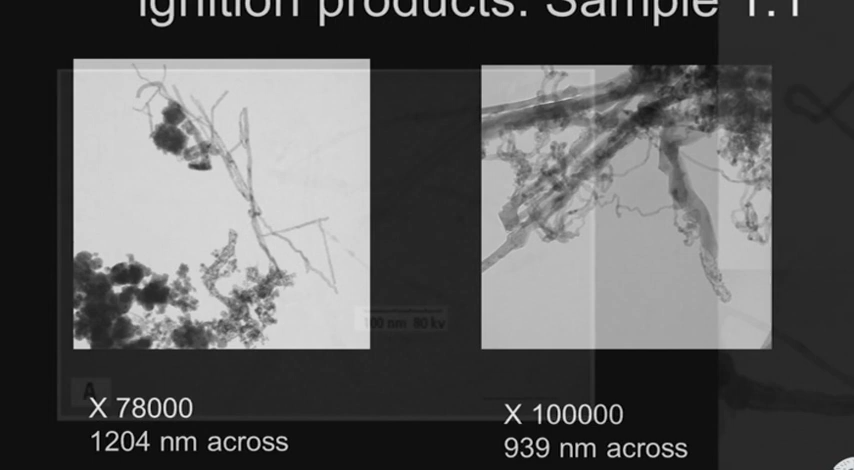 ignition products. Sample 1.1
100 nm 80 kv
A
X 78000
1204 nm across
X 100000
939 nm across